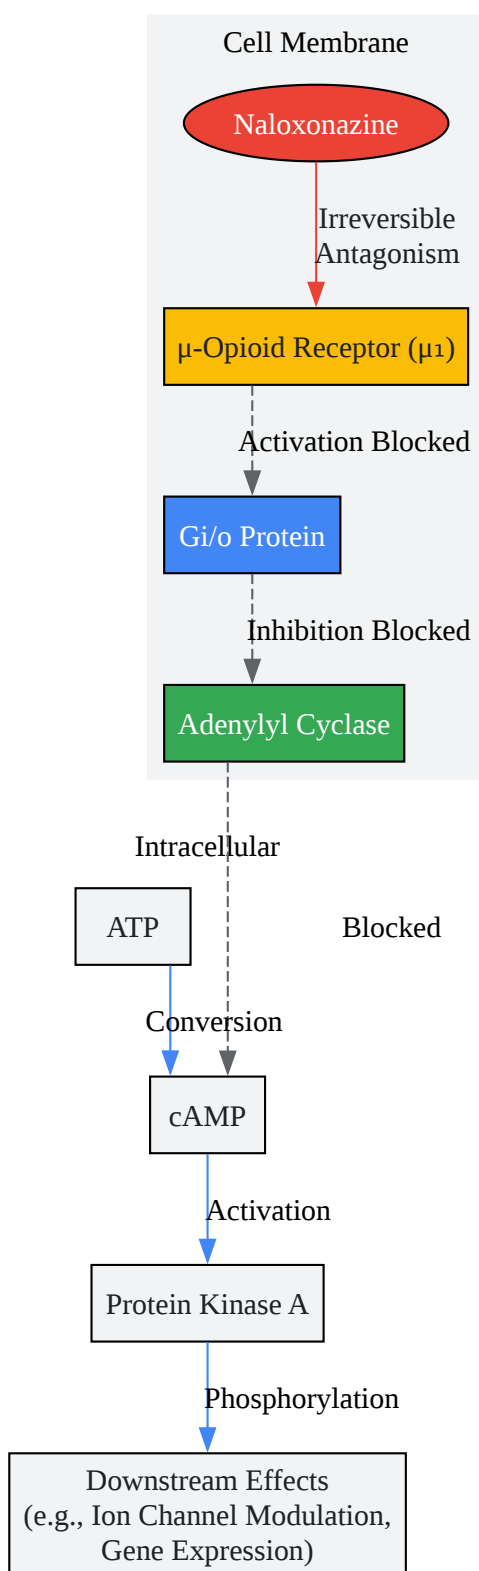 Cell Membrane
Naloxonazine
Irreversible
Antagonism
μ-Opioid Receptor (μ₁)
Activation Blocked
Gi/o Protein
Inhibition Blocked
Adenylyl Cyclase
Intracellular
ATP
Blocked
Conversion
cAMP
Activation
Protein Kinase A
Phosphorylation
Downstream Effects
(e.g., Ion Channel Modulation,
Gene Expression)